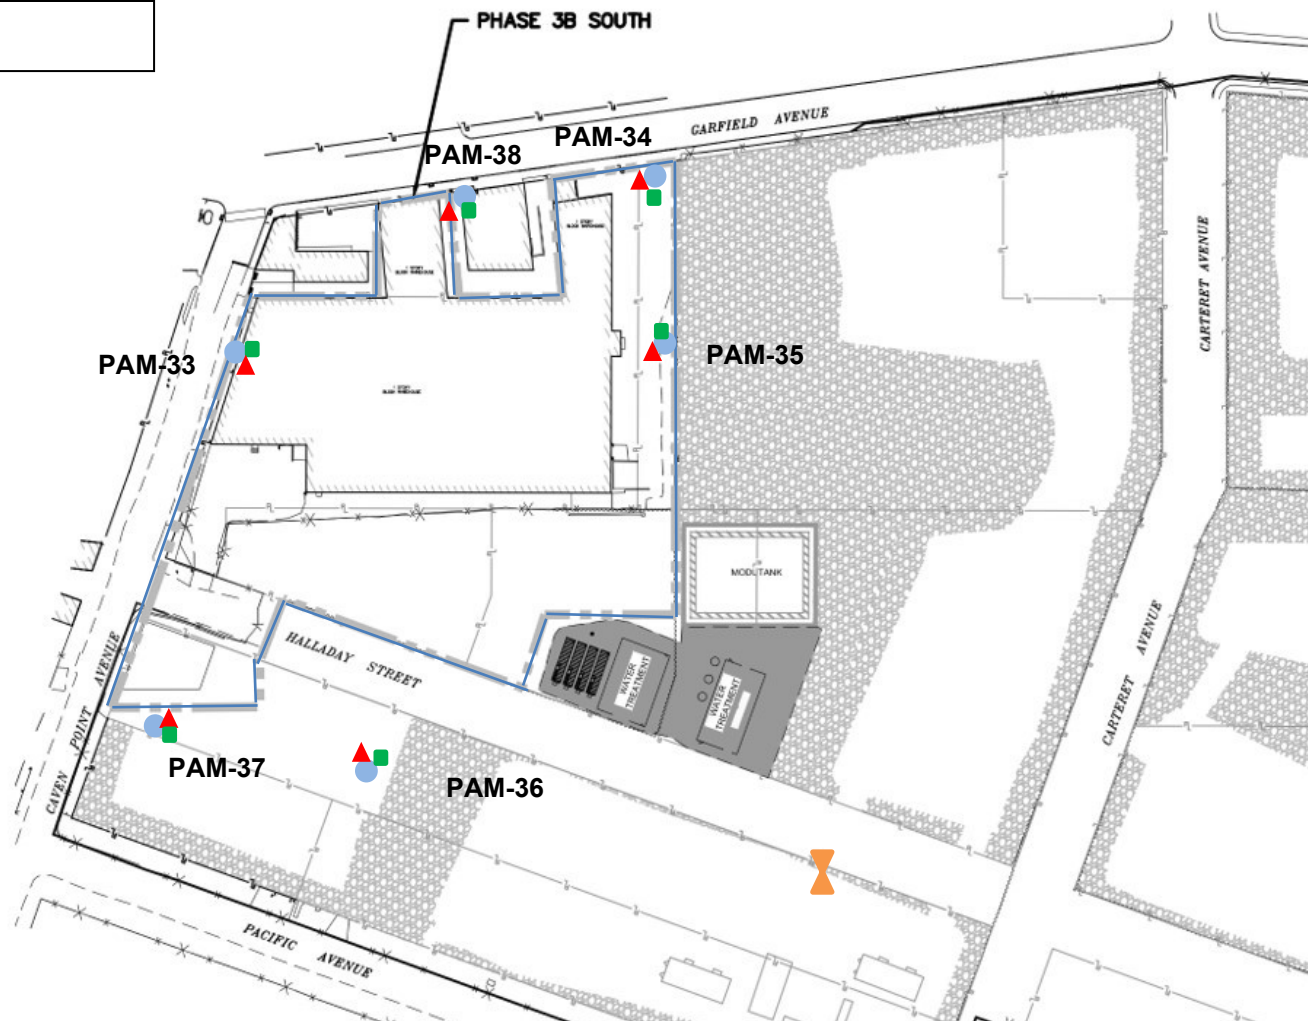 PHASE 3B SOUTH
GARFIELD AVENUE
PAM-34
PAM-38
CARTERET AVENUE
PAM-33
PAM-35
MODUTANK
HALLADAY STREET
WATER
TREATMENT
WATER
TREATMENT
CAVEN POINT AVENUE
CARTERET AVENUE
PAM-37
PAM-36
PACIFIC
AVENUE